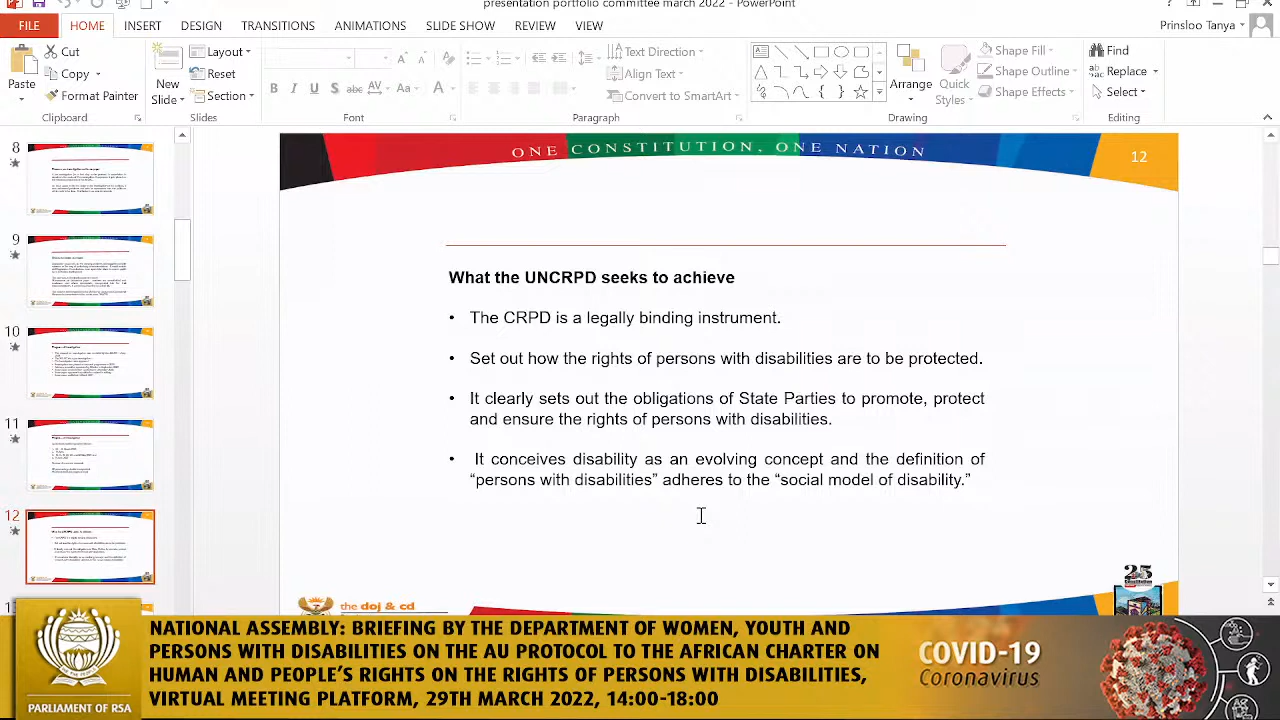 presentation portfolio committee march 2022 - PowerPoint
FILE HOME INSERT DESIGN TRANSITIONS ANIMATIONS SLIDE SHOW REVIEW VIEW
Prinsloo Tanya
Paste
Cut
Copy
Format Painter
Clipboard
New Slide
Layout
Reset
Section
Slides
B I U S abc AV Aa A
Font
Text Direction
Align Text
Convert to SmartArt
Paragraph
Arrange
Quick Styles
Shape Fill
Shape Outline
Shape Effects
Drawing
Find
Replace
Select
Editing
8
9
10
11
12
ONE CONSTITUTION, ONE NATION
12
What the UNCRPD seeks to achieve
• The CRPD is a legally binding instrument.
• Set out how the rights of persons with disabilities are to be protected.
• It clearly sets out the obligations of State Parties to promote, protect
and ensure the rights of persons with disabilities.
• It conceives disability as an evolving concept and the definition of
“persons with disabilities” adheres to the “social model of disability.”
the doj & cd
25
PARLIAMENT OF RSA
NATIONAL ASSEMBLY: BRIEFING BY THE DEPARTMENT OF WOMEN, YOUTH AND
PERSONS WITH DISABILITIES ON THE AU PROTOCOL TO THE AFRICAN CHARTER ON
HUMAN AND PEOPLE’S RIGHTS ON THE RIGHTS OF PERSONS WITH DISABILITIES,
VIRTUAL MEETING PLATFORM, 29TH MARCH 2022, 14:00-18:00
COVID-19
Coronavirus